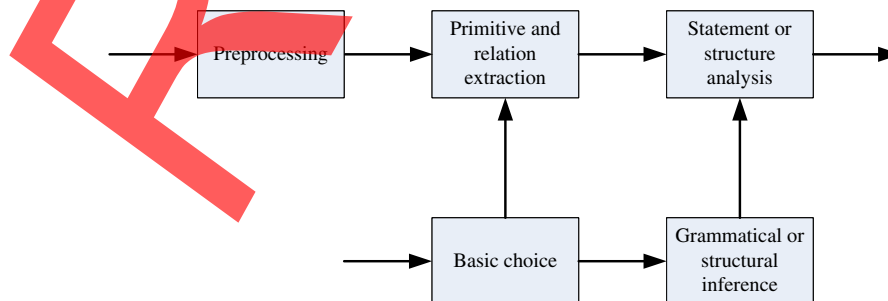 Preprocessing
Primitive and
relation
extraction
Statement or
structure
analysis
Basic choice
Grammatical or
structural
inference